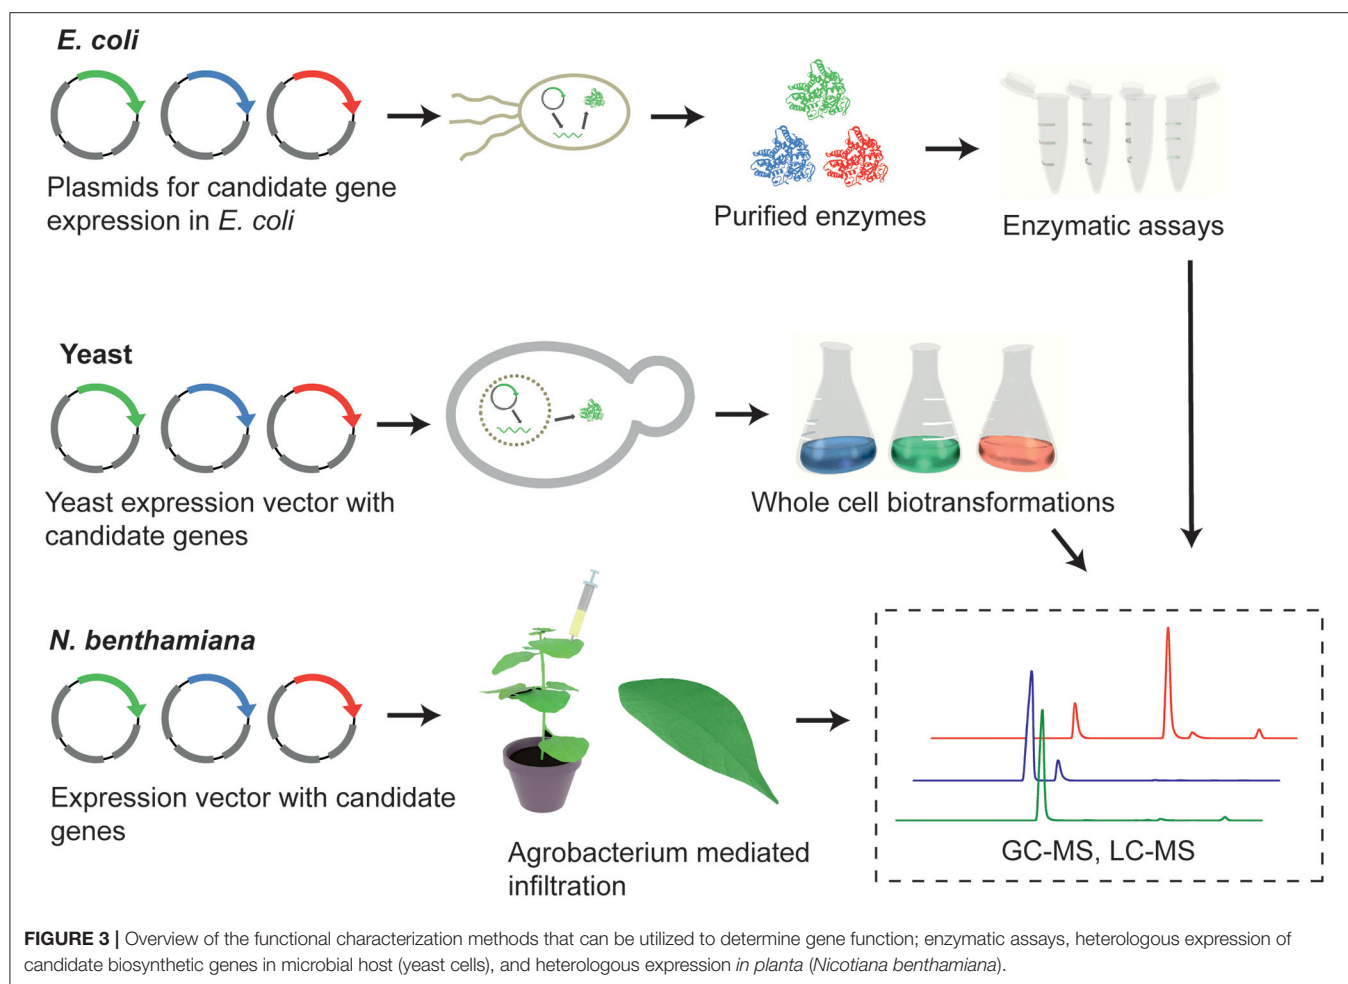 E. coli
Plasmids for candidate gene
expression in E. coli
Purified enzymes
Enzymatic assays
Yeast
Yeast expression vector with
candidate genes
Whole cell biotransformations
N. benthamiana
Expression vector with candidate
genes
Agrobacterium mediated
infiltration
GC-MS, LC-MS
FIGURE 3 | Overview of the functional characterization methods that can be utilized to determine gene function; enzymatic assays, heterologous expression of
candidate biosynthetic genes in microbial host (yeast cells), and heterologous expression in planta (Nicotiana benthamiana).